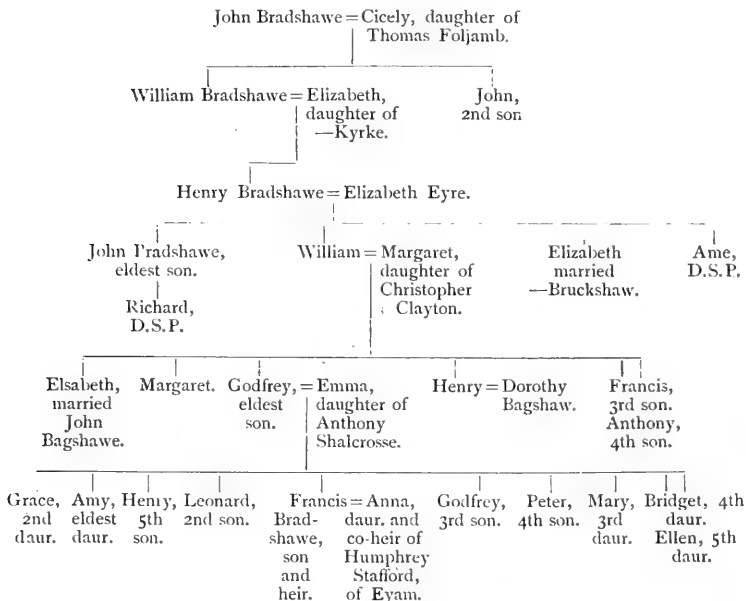 John Bradshawe = Cicely, daughter of
Thomas Foljamb.
William Bradshawe = Elizabeth, John,
daughter of 2nd son
—Kyrke.
Henry Bradshawe = Elizabeth Eyre.
John Pradshawe, William = Margaret, Elizabeth Ame,
eldest son. daughter of married D.S.P.
Christopher —Bruckshaw.
Richard, Clayton.
D.S.P.
Elsabeth, Margaret. Godfrey, = Emma, Henry = Dorothy Francis,
married eldest daughter of Bagshaw. 3rd son.
John son. Anthony Anthony,
Bagshawe. Shalcrosse. 4th son.
Grace, Amy, Henry, Leonard, Francis = Anna, Godfrey, Peter, Mary, Bridget, 4th
2nd eldest 5th 2nd son. Brad- daur. and 3rd son. 4th son. 3rd daur.
daur. daur. son. shawe, co-heir of daur. Ellen, 5th
son Humphrey daur.
and Stafford,
heir. of Eyam.